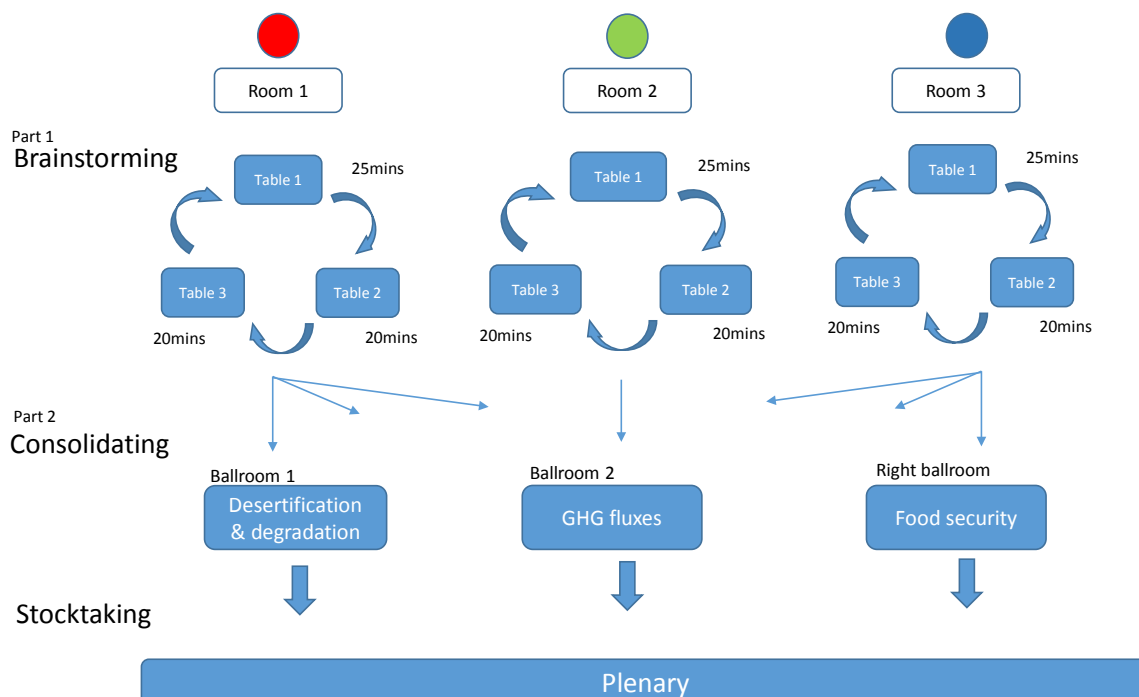 Room 1
Room 2
Room 3
Part 1
Brainstorming
Table 1
25mins
Table 1
25mins
Table 1
25mins
Table 3
Table 2
Table 3
Table 2
Table 3
Table 2
20mins
20mins
20mins
20mins
20mins
20mins
Part 2
Consolidating
Ballroom 1
Ballroom 2
Right ballroom
Desertification
& degradation
GHG fluxes
Food security
Stocktaking
Plenary